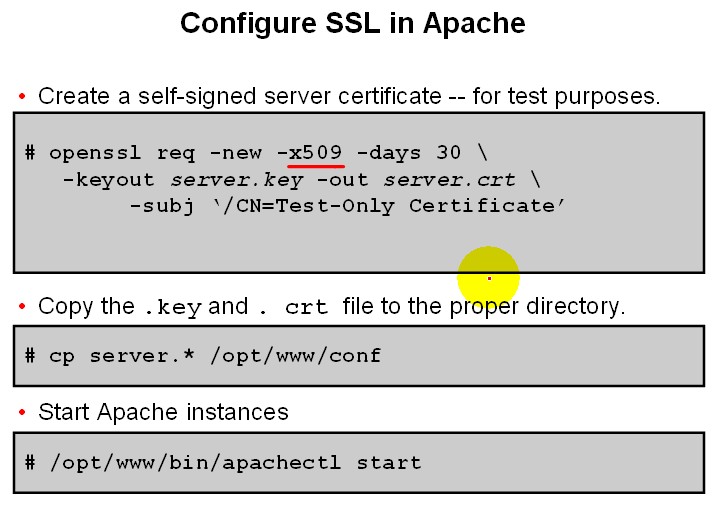 Configure SSL in Apache
• Create a self-signed server certificate -- for test purposes.
# openssl req -new -x509 -days 30 \
-keyout server.key -out server.crt \
-subj ‘/CN=Test-Only Certificate’
• Copy the .key and . crt file to the proper directory.
# cp server.* /opt/www/conf
• Start Apache instances
# /opt/www/bin/apachectl start